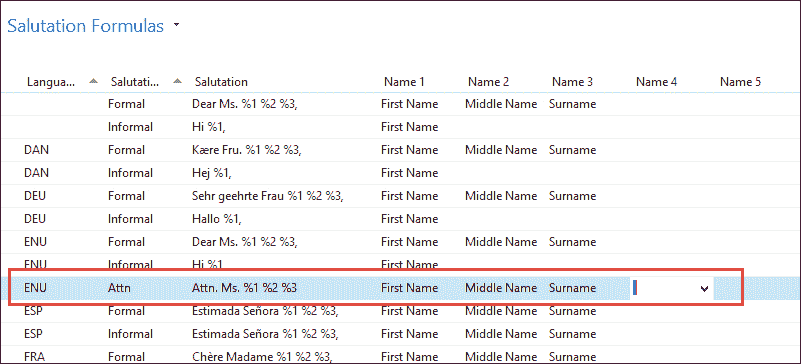 Salutation Formulas
Langua... Salutati... Salutation Name 1 Name 2 Name 3 Name 4 Name 5
Formal Dear Ms. %1 %2 %3, First Name Middle Name Surname
Informal Hi %1, First Name
DAN Formal Kære Fru. %1 %2 %3, First Name Middle Name Surname
DAN Informal Hej %1, First Name
DEU Formal Sehr geehrte Frau %1 %2 %3, First Name Middle Name Surname
DEU Informal Hallo %1, First Name
ENU Formal Dear Ms. %1 %2 %3, First Name Middle Name Surname
ENU Informal Hi %1, First Name
ENU Attn Attn. Ms. %1 %2 %3 First Name Middle Name Surname
ESP Formal Estimada Señora %1 %2 %3, First Name Middle Name Surname
ESP Informal Estimada Señora %1 %2 %3, First Name Middle Name Surname
FRA Formal Chère Madame %1 %2 %3, First Name Middle Name Surname